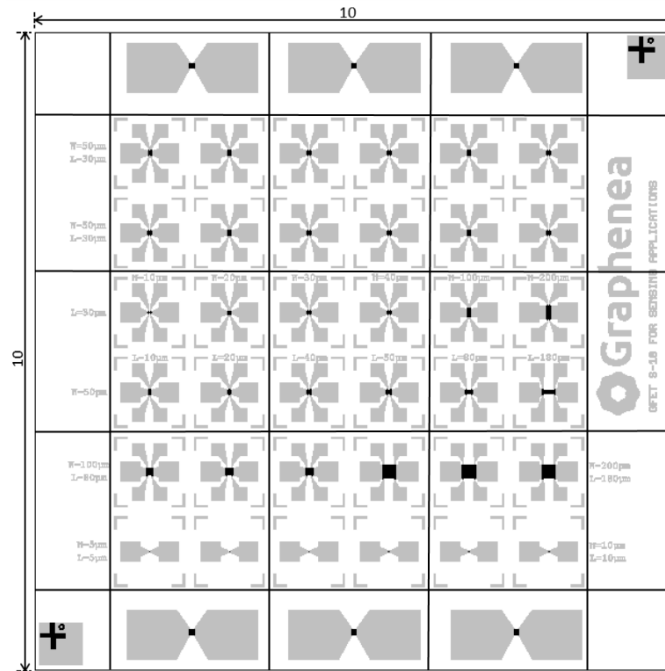 10
10
W=50µm
L=30µm
W=50µm
L=30µm
W=10µm W=20µm W=30µm W=40µm W=100µm W=200µm
L=50µm
L=10µm L=20µm L=40µm L=50µm L=80µm L=180µm
W=50µm
W=100µm
L=80µm
W=200µm
L=180µm
W=5µm
L=5µm
W=10µm
L=10µm
Graphenea
GFET S-10 FOR SENSING APPLICATIONS